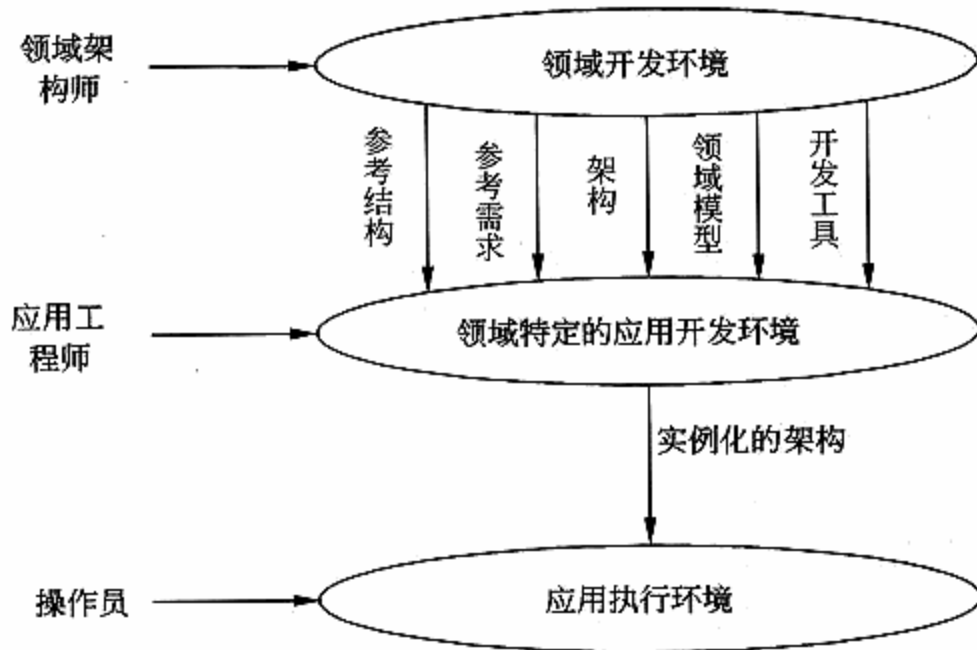 领域架
构师
领域开发环境
参考结构
参考需求
架构
领域模型
开发工具
应用工
程师
领域特定的应用开发环境
实例化的架构
操作员
应用执行环境